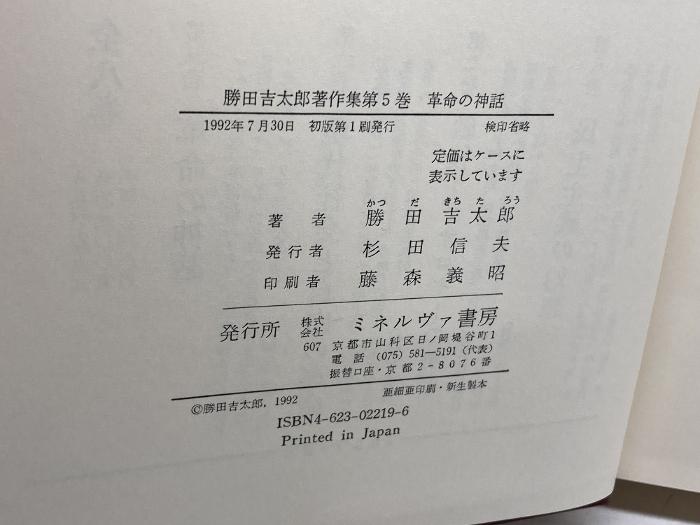 勝田吉太郎著作集第5巻 革命の神話
1992年7月30日 初版第1刷発行 検印省略
定価はケースに
表示しています
かつ だ きち た ろう
著者 勝田吉太郎
発行者 杉田信夫
印刷者 藤森義昭
発行所 株式会社 ミネルヴァ書房
607 京都市山科区日ノ岡堤谷町1
電話 (075) 581—5191 (代表)
振替口座・京都2-8076番
©勝田吉太郎, 1992 亜細亜印刷・新生製本
ISBN4-623-02219-6
Printed in Japan